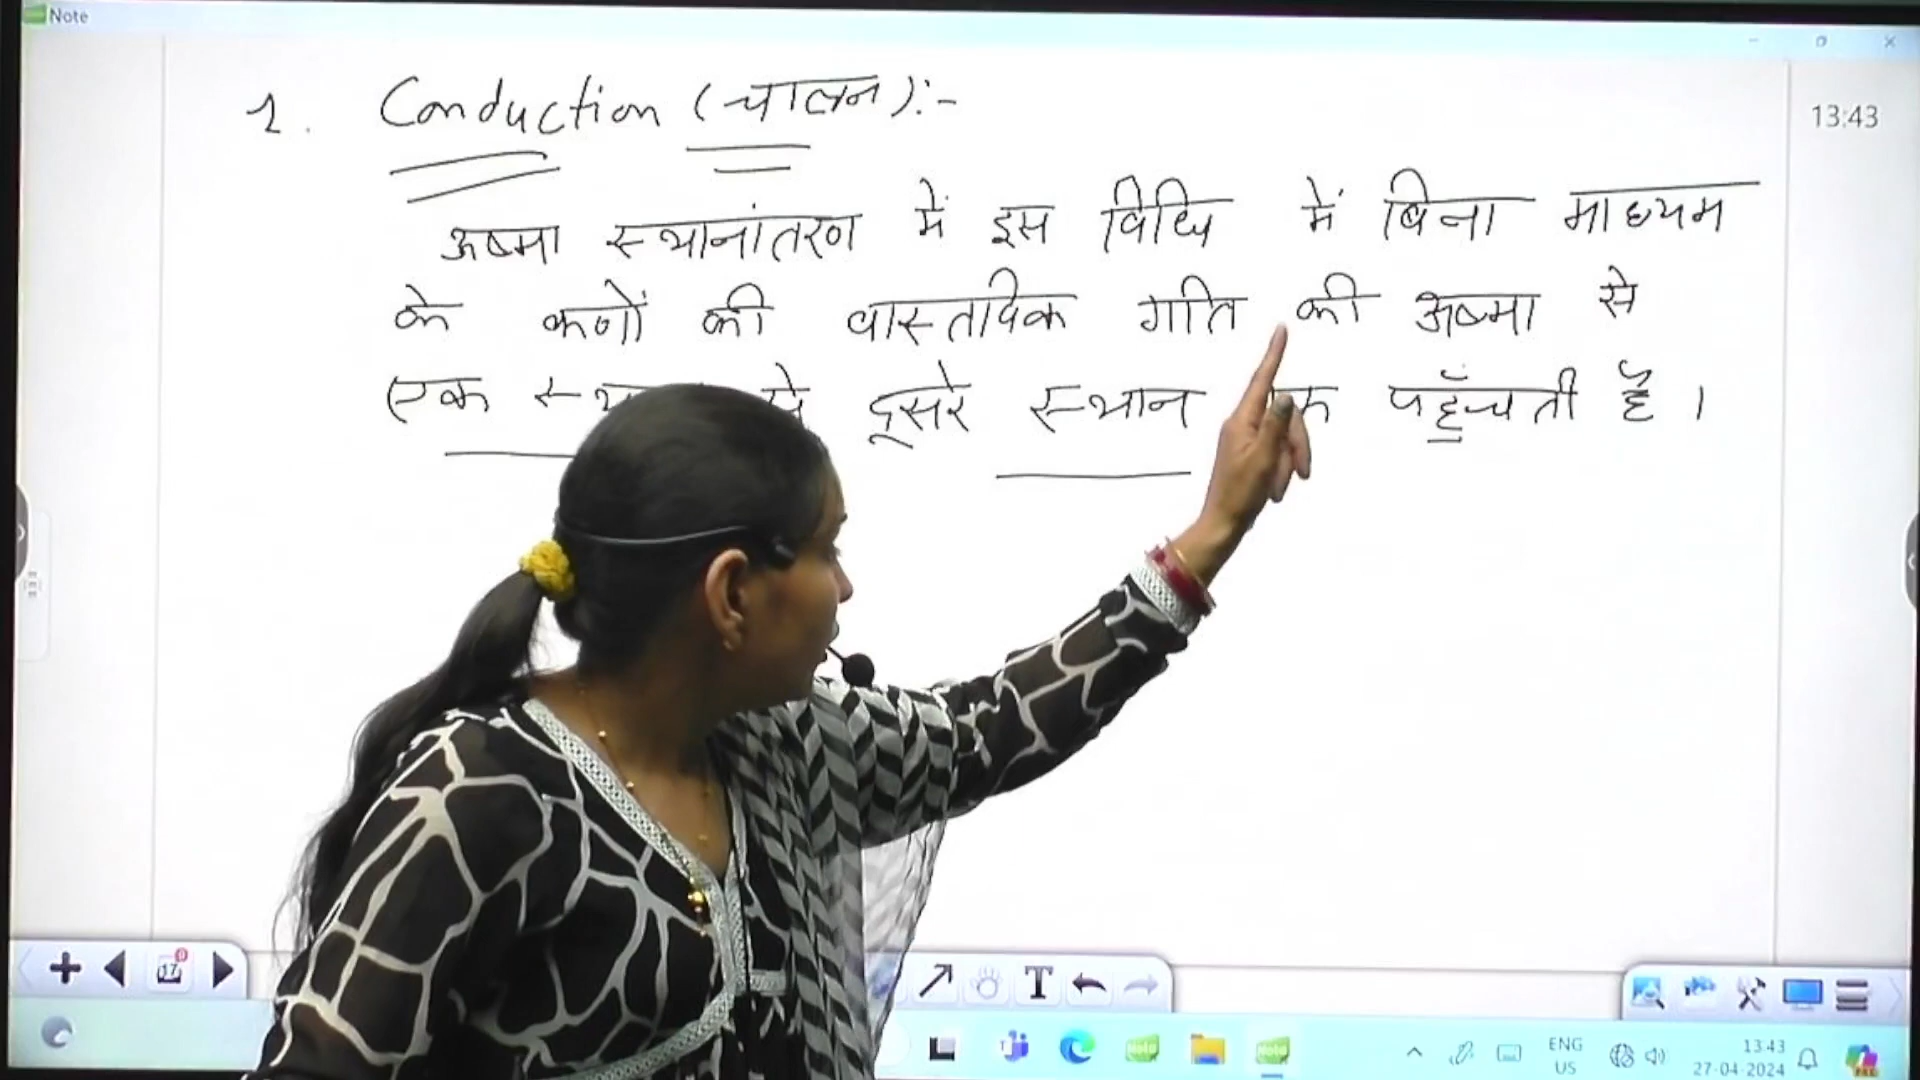 Note
13:43
1. Conduction (चालन):-
ऊष्मा स्थानांतरण में इस विधि में बिना माध्यम
के कणों की वास्तविक गति की ऊष्मा से
एक से दूसरे स्थान पहुँचती है ।
17
T
ENG
US
13:43
27-04-2024